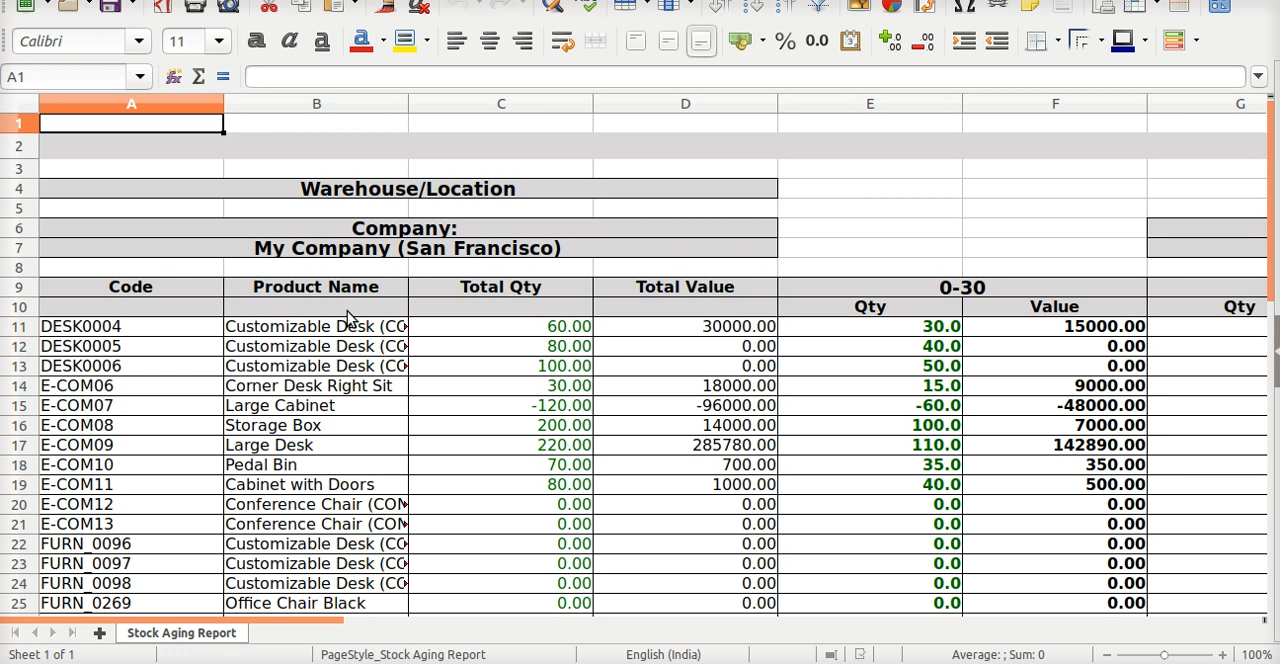 Calibri 11 a a a a % 0.0
A1 fx Σ =
A B C D E F G
1
2
3
4 Warehouse/Location
5
6 Company:
7 My Company (San Francisco)
8
9 Code Product Name Total Qty Total Value 0-30
10 Qty Value Qty
11 DESK0004 Customizable Desk (CO 60.00 30000.00 30.0 15000.00
12 DESK0005 Customizable Desk (CO 80.00 0.00 40.0 0.00
13 DESK0006 Customizable Desk (CO 100.00 0.00 50.0 0.00
14 E-COM06 Corner Desk Right Sit 30.00 18000.00 15.0 9000.00
15 E-COM07 Large Cabinet -120.00 -96000.00 -60.0 -48000.00
16 E-COM08 Storage Box 200.00 14000.00 100.0 7000.00
17 E-COM09 Large Desk 220.00 285780.00 110.0 142890.00
18 E-COM10 Pedal Bin 70.00 700.00 35.0 350.00
19 E-COM11 Cabinet with Doors 80.00 1000.00 40.0 500.00
20 E-COM12 Conference Chair (CON 0.00 0.00 0.0 0.00
21 E-COM13 Conference Chair (CON 0.00 0.00 0.0 0.00
22 FURN_0096 Customizable Desk (CO 0.00 0.00 0.0 0.00
23 FURN_0097 Customizable Desk (CO 0.00 0.00 0.0 0.00
24 FURN_0098 Customizable Desk (CO 0.00 0.00 0.0 0.00
25 FURN_0269 Office Chair Black 0.00 0.00 0.0 0.00
Stock Aging Report
Sheet 1 of 1 PageStyle_Stock Aging Report English (India) Average: ; Sum: 0 100%